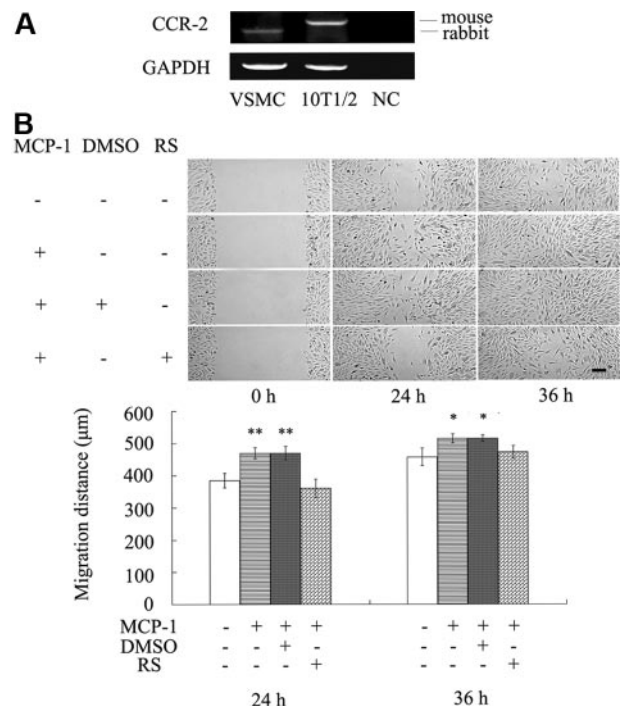 A
CCR-2
mouse
rabbit
GAPDH
VSMC 10T1/2 NC
B
MCP-1 DMSO RS
- - -
+ - -
+ + -
+ - +
0 h 24 h 36 h
600
500
400
300
200
100
0
Migration distance (μm)
** **
* *
MCP-1 - + + + - + + +
DMSO - - + - - - + -
RS - - - + - - - +
24 h 36 h